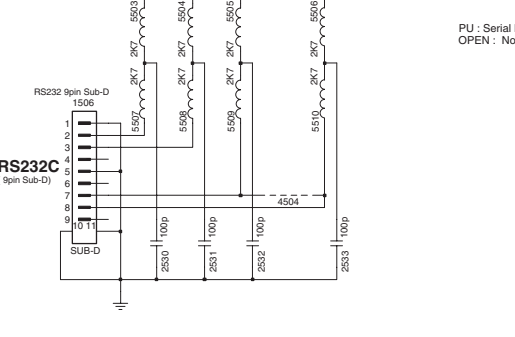 5503
5504
5505
5506
2K7
2K7
2K7
2K7
PU : Serial
OPEN : No
RS232 9pin Sub-D
1506
2K7
2K7
2K7
2K7
5507
5508
5509
5510
1
2
3
4
5
6
7
8
9
10 11
RS232C
9pin Sub-D)
SUB-D
4504
100p
100p
100p
100p
2530
2531
2532
2533